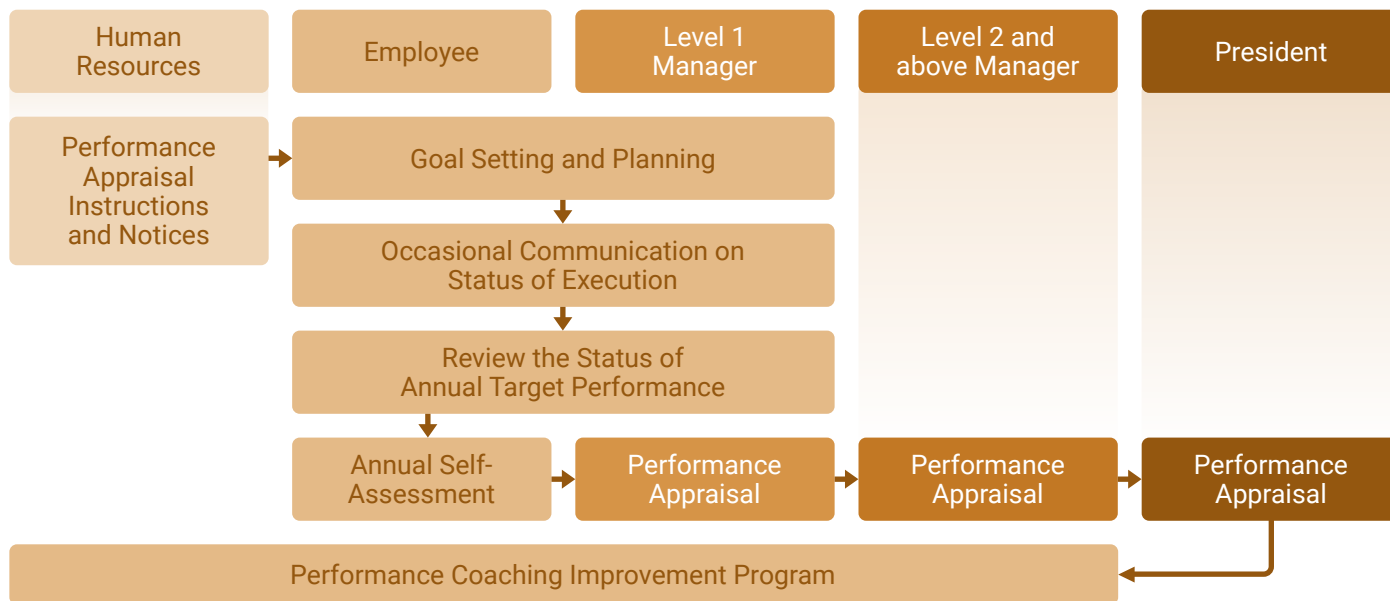 Human
Resources
Employee
Level 1
Manager
Level 2 and
above Manager
President
Performance
Appraisal
Instructions
and Notices
Goal Setting and Planning
Occasional Communication on
Status of Execution
Review the Status of
Annual Target Performance
Annual Self-
Assessment
Performance
Appraisal
Performance
Appraisal
Performance
Appraisal
Performance Coaching Improvement Program